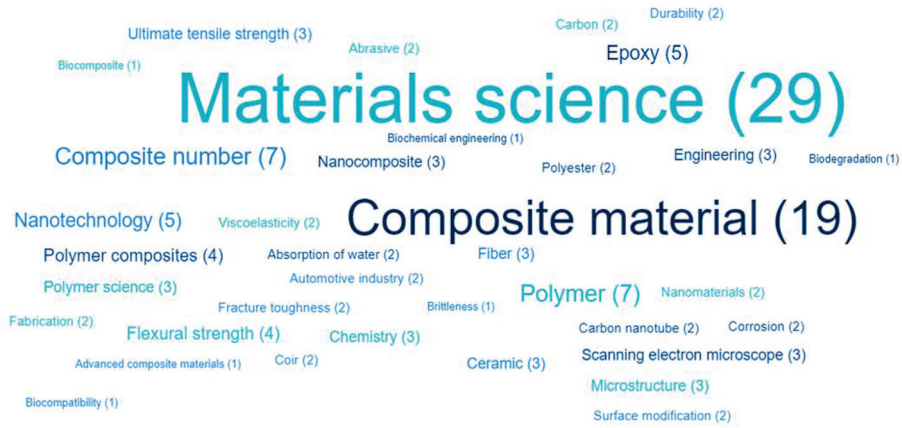 Durability (2)
Carbon (2)
Ultimate tensile strength (3)
Abrasive (2)
Epoxy (5)
Biocomposite (1)
Materials science (29)
Biochemical engineering (1)
Composite number (7)
Nanocomposite (3)
Polyester (2)
Engineering (3)
Biodegradation (1)
Nanotechnology (5)
Viscoelasticity (2)
Composite material (19)
Polymer composites (4)
Absorption of water (2)
Fiber (3)
Automotive industry (2)
Polymer science (3)
Polymer (7)
Nanomaterials (2)
Fracture toughness (2)
Brittleness (1)
Fabrication (2)
Flexural strength (4)
Chemistry (3)
Carbon nanotube (2)
Corrosion (2)
Advanced composite materials (1)
Coir (2)
Ceramic (3)
Scanning electron microscope (3)
Microstructure (3)
Biocompatibility (1)
Surface modification (2)